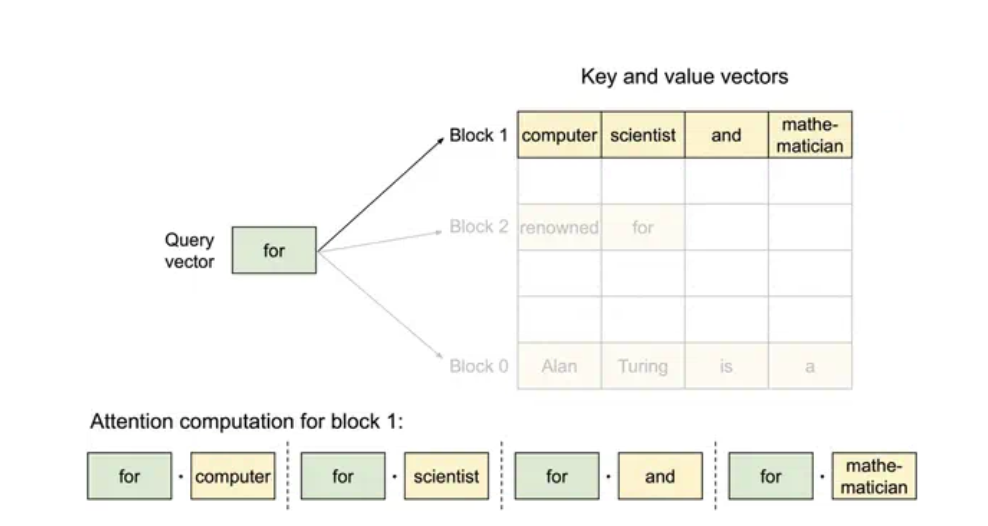 Key and value vectors
Block 1 computer scientist and mathe-
matician
Block 2 renowned for
Query
vector
for
Block 0 Alan Turing is a
Attention computation for block 1:
for · computer for · scientist for · and for · mathe-
matician